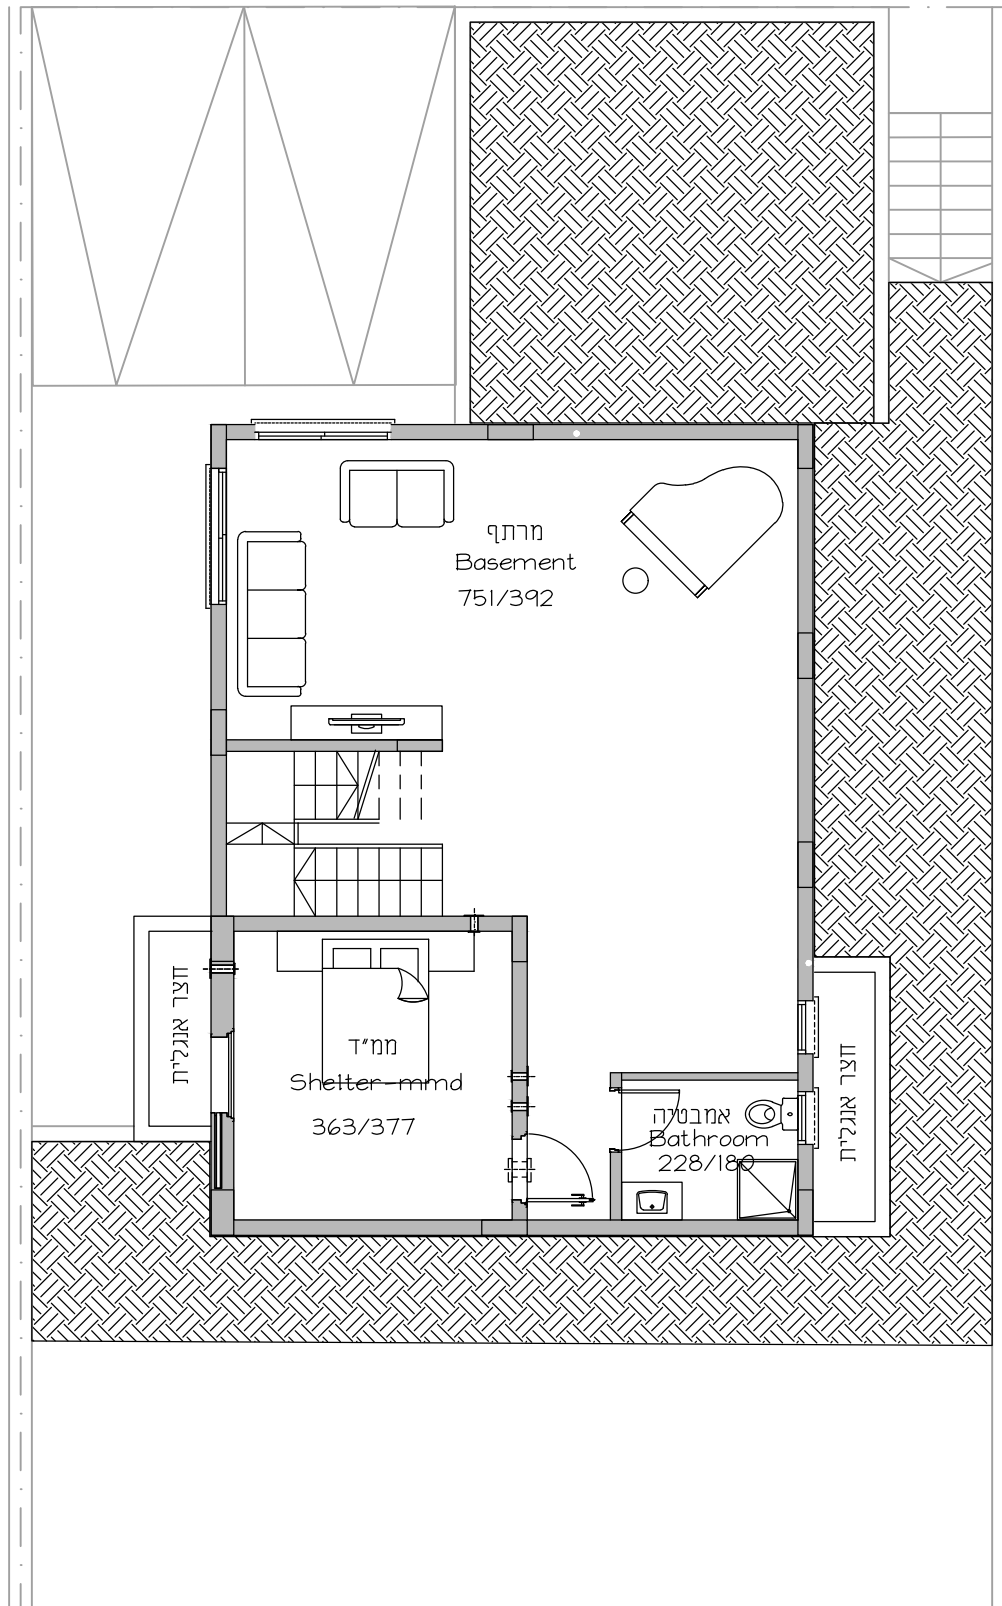 מרתף
Basement
751/392
חצר אנגלית
ממ"ד
Shelter-mmd
363/377
אמבטיה
Bathroom
228/180
חצר אנגלית